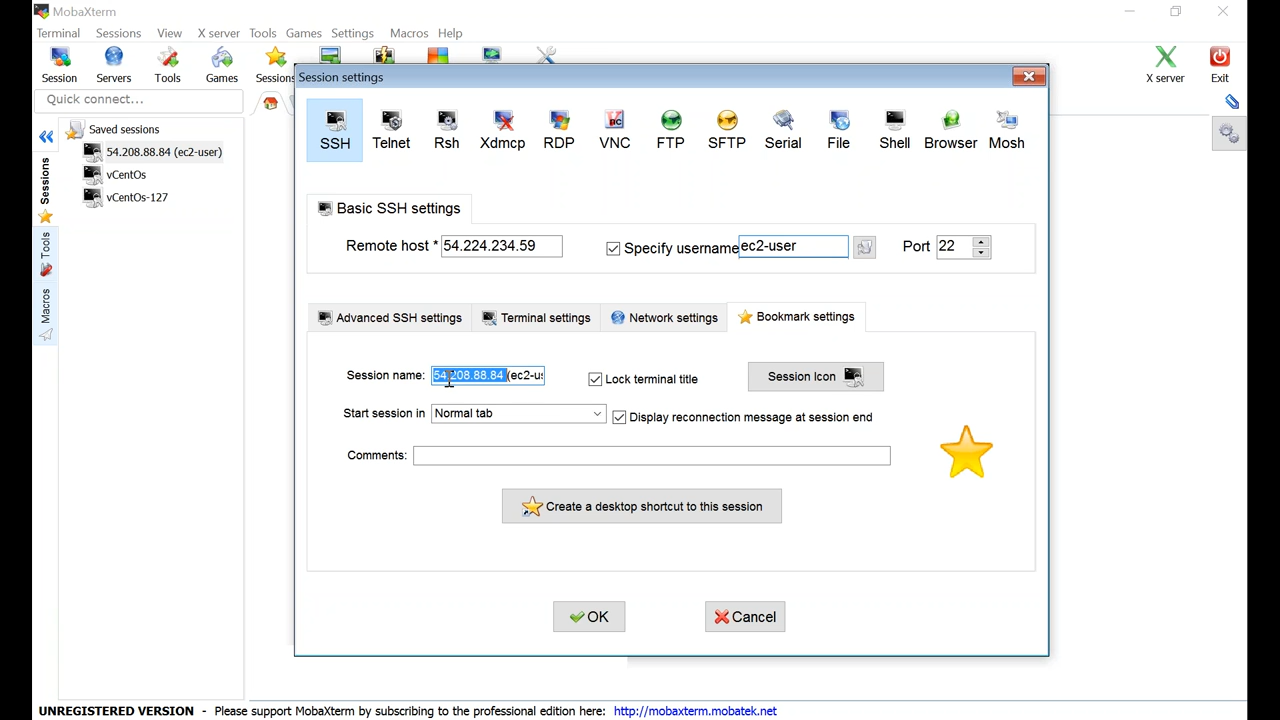 MobaXterm
Terminal Sessions View X server Tools Games Settings Macros Help
Session Servers Tools Games Sessions X server Exit
Quick connect...
Session settings
SSH Telnet Rsh Xdmcp RDP VNC FTP SFTP Serial File Shell Browser Mosh
Saved sessions
54.208.88.84 (ec2-user)
vCentOs
vCentOs-127
Sessions
Tools
Macros
Basic SSH settings
Remote host * 54.224.234.59 Specify username ec2-user Port 22
Advanced SSH settings Terminal settings Network settings Bookmark settings
Session name: 54.208.88.84 (ec2-us Lock terminal title Session Icon
Start session in Normal tab Display reconnection message at session end
Comments:
Create a desktop shortcut to this session
OK Cancel
UNREGISTERED VERSION - Please support MobaXterm by subscribing to the professional edition here: http://mobaxterm.mobatek.net